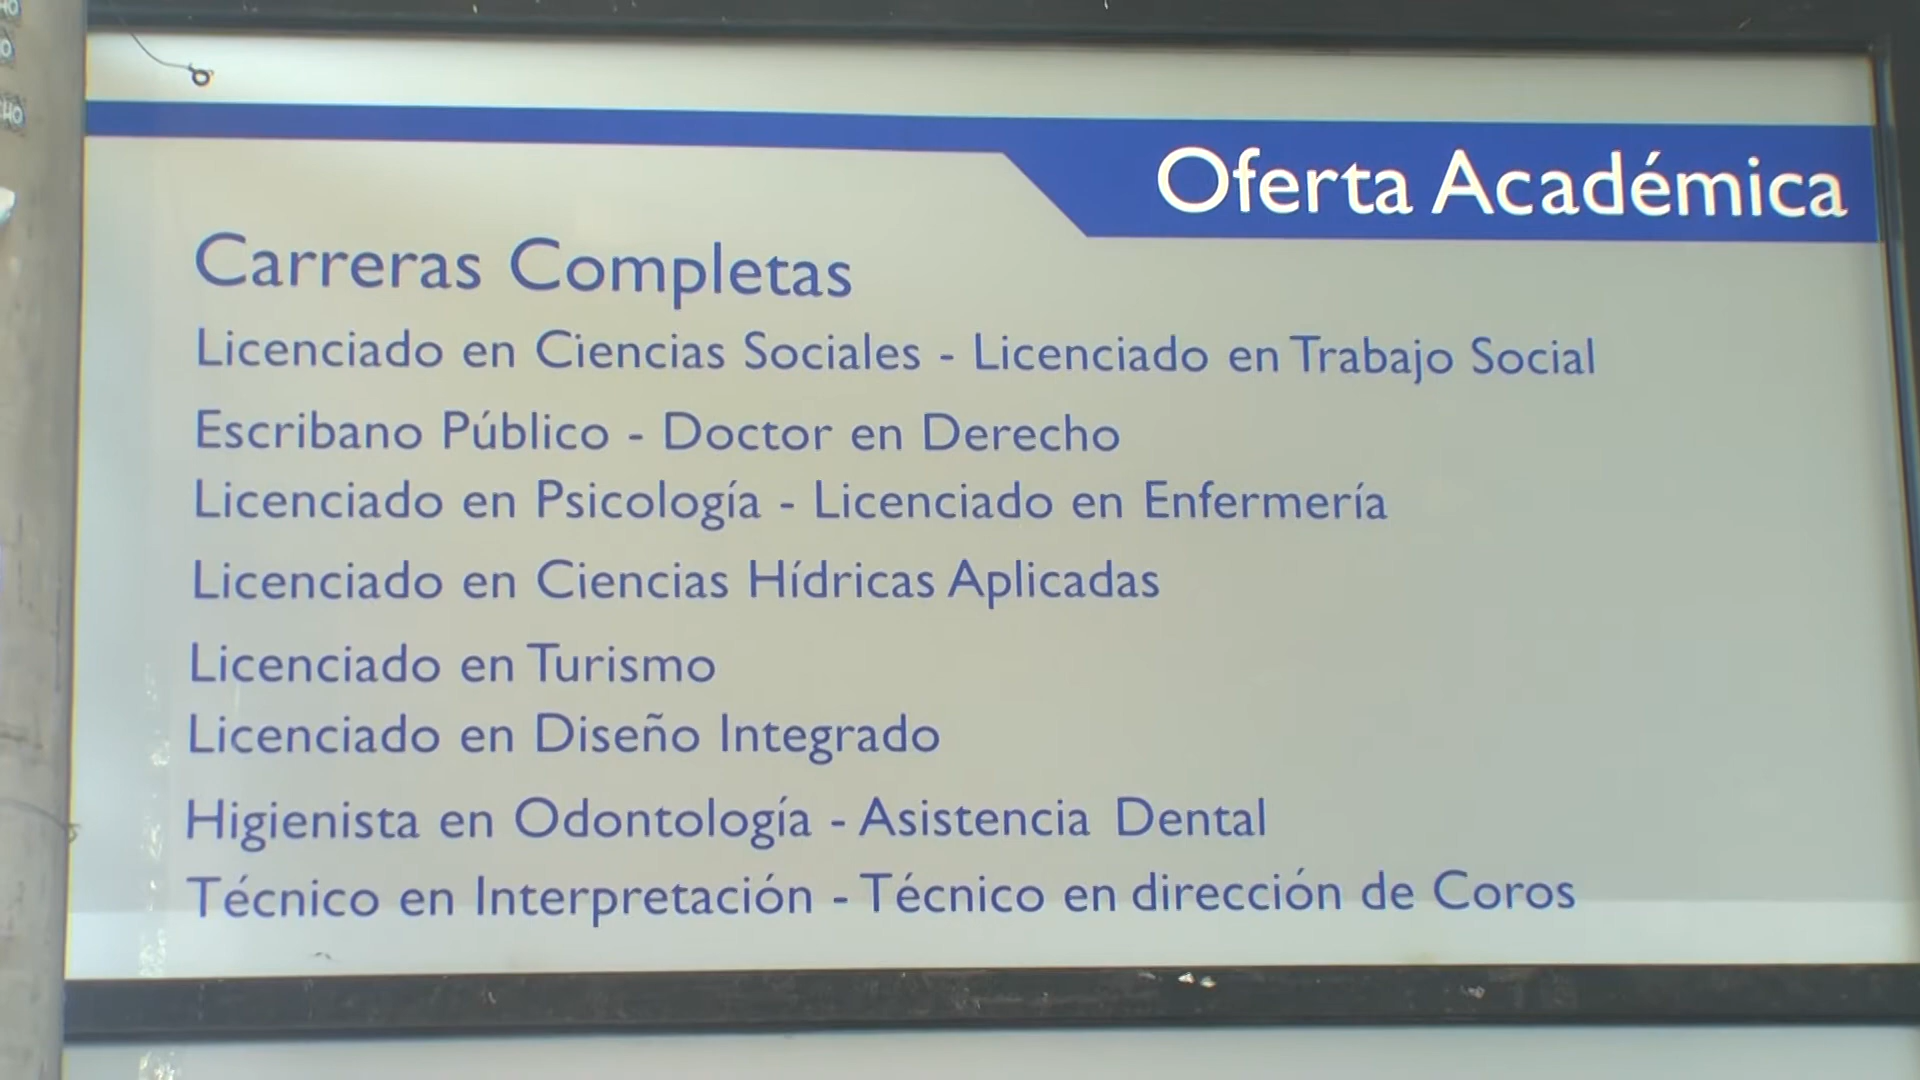 Oferta Académica
Carreras Completas
Licenciado en Ciencias Sociales - Licenciado en Trabajo Social
Escribano Público - Doctor en Derecho
Licenciado en Psicología - Licenciado en Enfermería
Licenciado en Ciencias Hídricas Aplicadas
Licenciado en Turismo
Licenciado en Diseño Integrado
Higienista en Odontología - Asistencia Dental
Técnico en Interpretación - Técnico en dirección de Coros